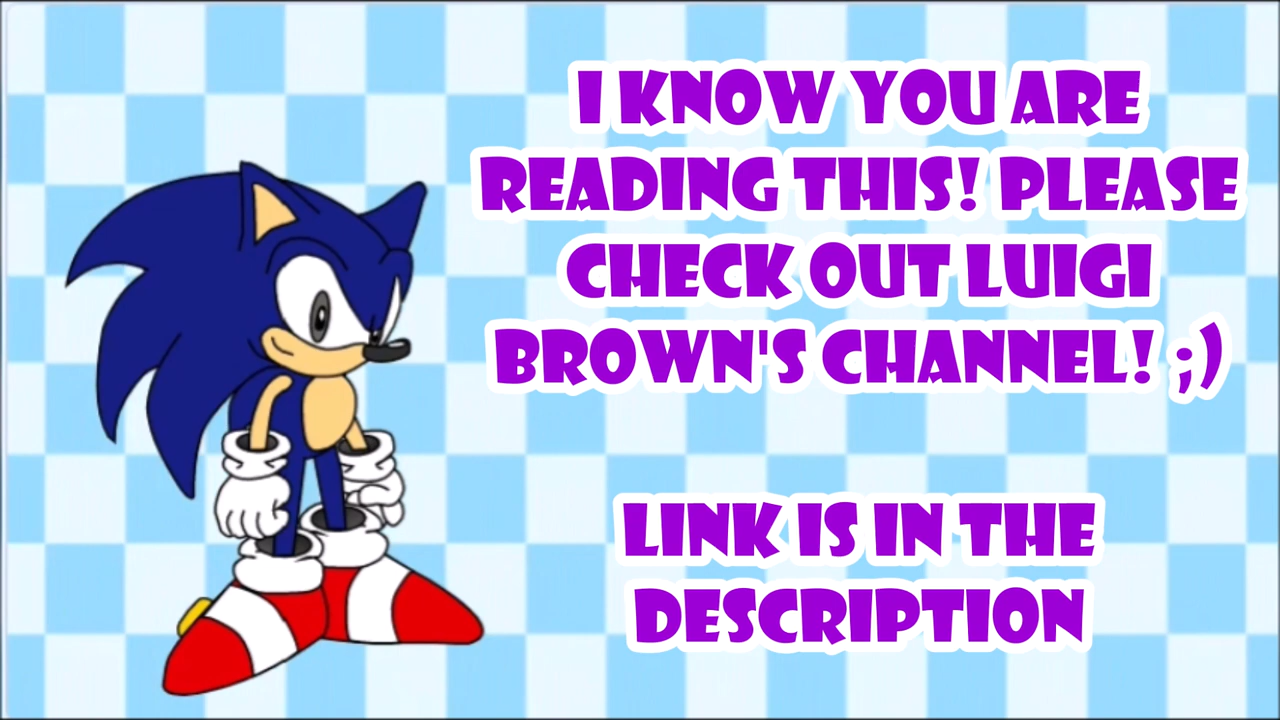 I KNOW YOU ARE
READING THIS! PLEASE
CHECK OUT LUIGI
BROWN'S CHANNEL! ;)
LINK IS IN THE
DESCRIPTION